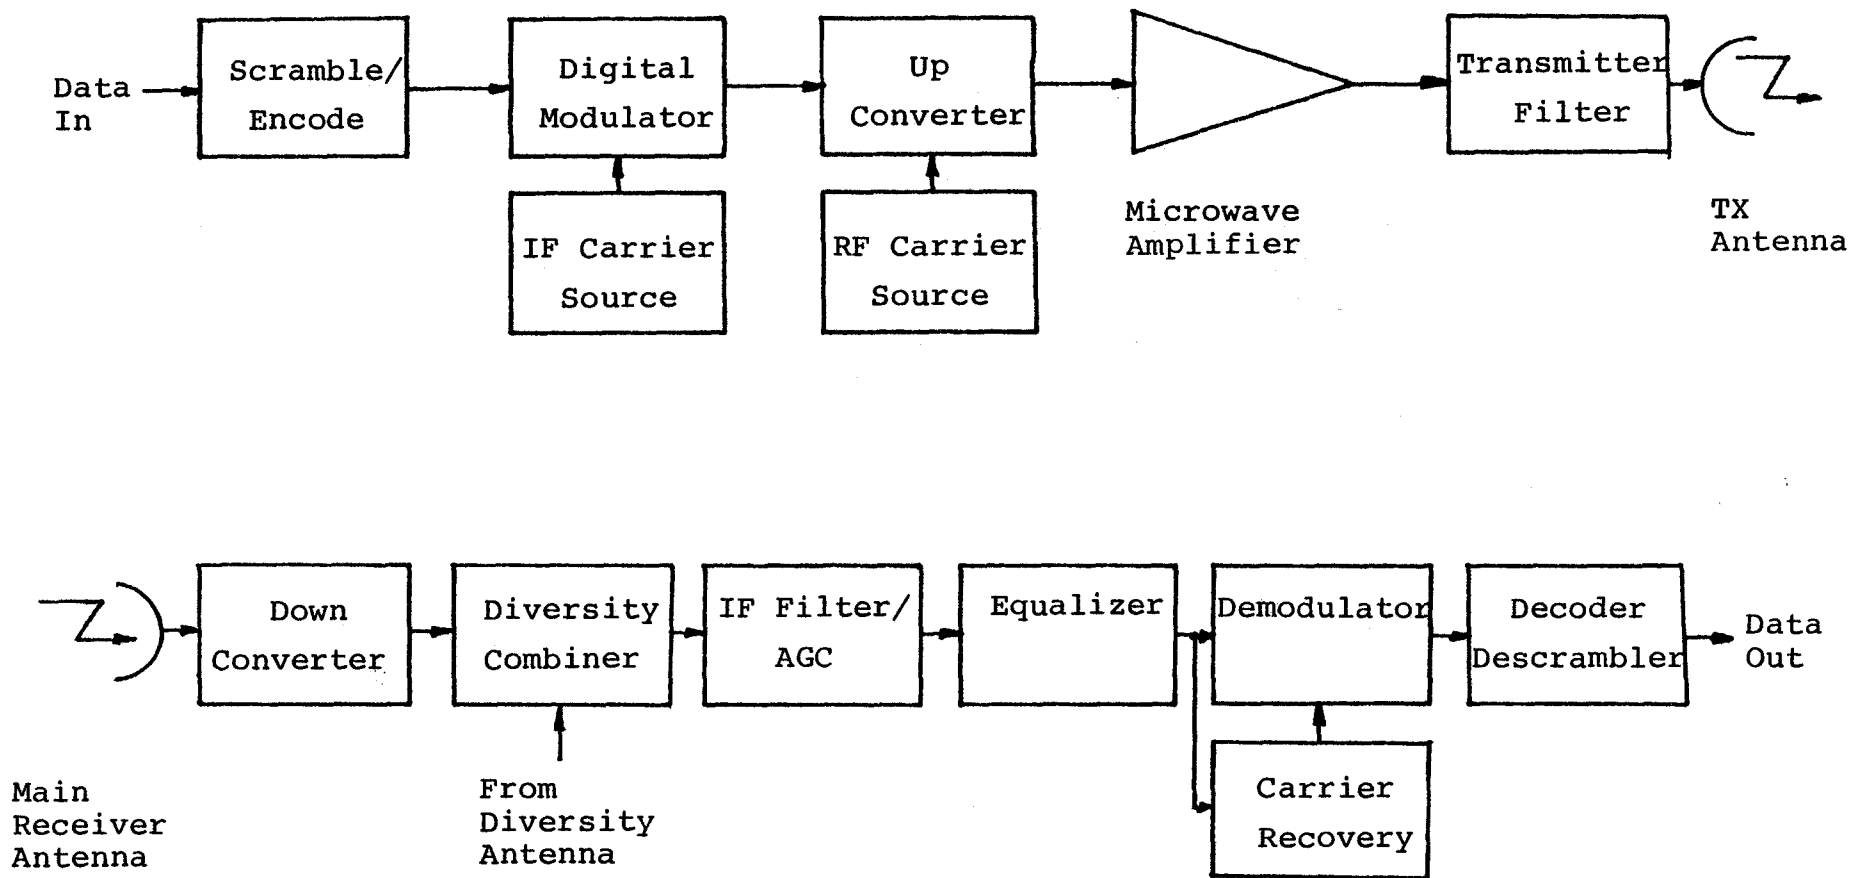 Data
In
Scramble/
Encode
Digital
Modulator
Up
Converter
Transmitter
Filter
IF Carrier
Source
RF Carrier
Source
Microwave
Amplifier
TX
Antenna
Down
Converter
Diversity
Combiner
IF Filter/
AGC
Equalizer
Demodulator
Decoder
Descrambler
Data
Out
Main
Receiver
Antenna
From
Diversity
Antenna
Carrier
Recovery